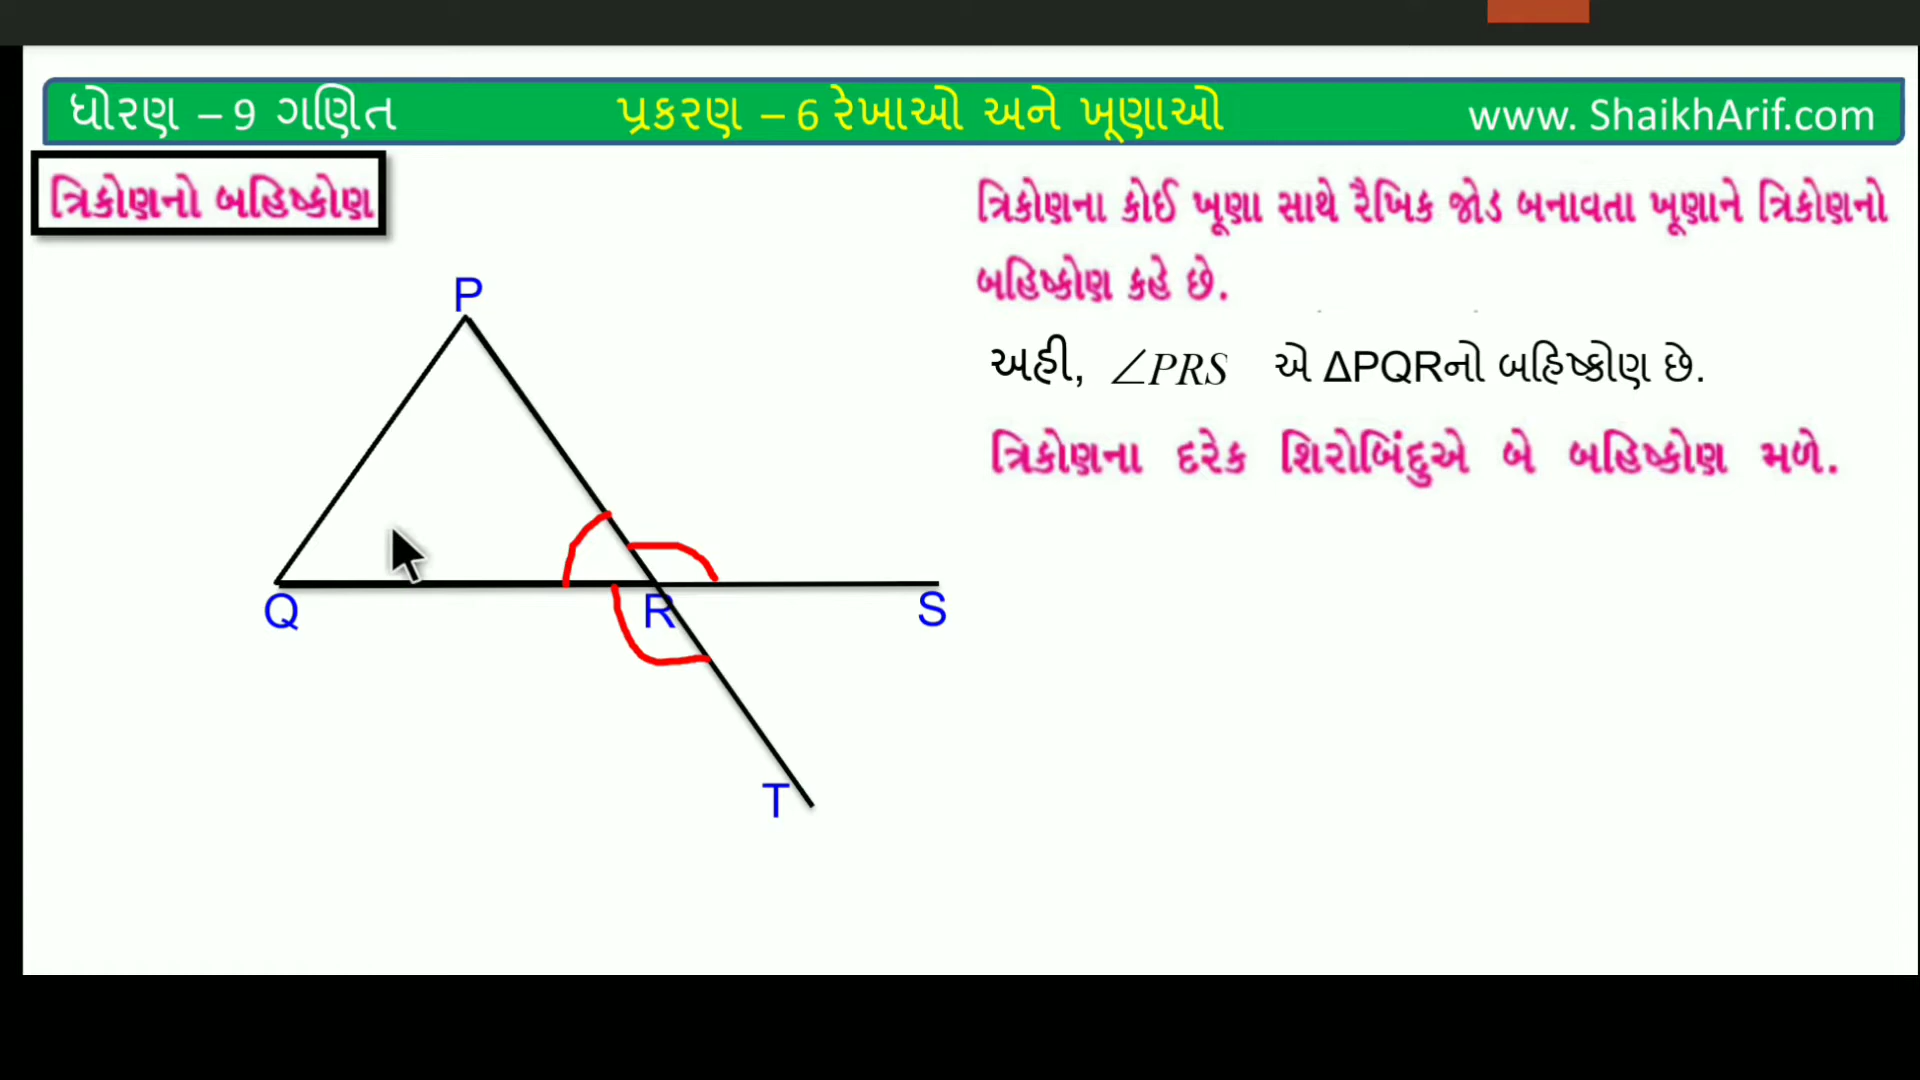 ધોરણ – 9 ગણિત
પ્રકરણ – 6 રેખાઓ અને ખૂણાઓ
www. ShaikhArif.com
ત્રિકોણનો બહિષ્કોણ
ત્રિકોણના કોઈ ખૂણા સાથે રૈખિક જોડ બનાવતા ખૂણાને ત્રિકોણનો
બહિષ્કોણ કહે છે.
અહી, ∠PRS એ ΔPQRનો બહિષ્કોણ છે.
ત્રિકોણના દરેક શિરોબિંદુએ બે બહિષ્કોણ મળે.
P
Q
R
S
T